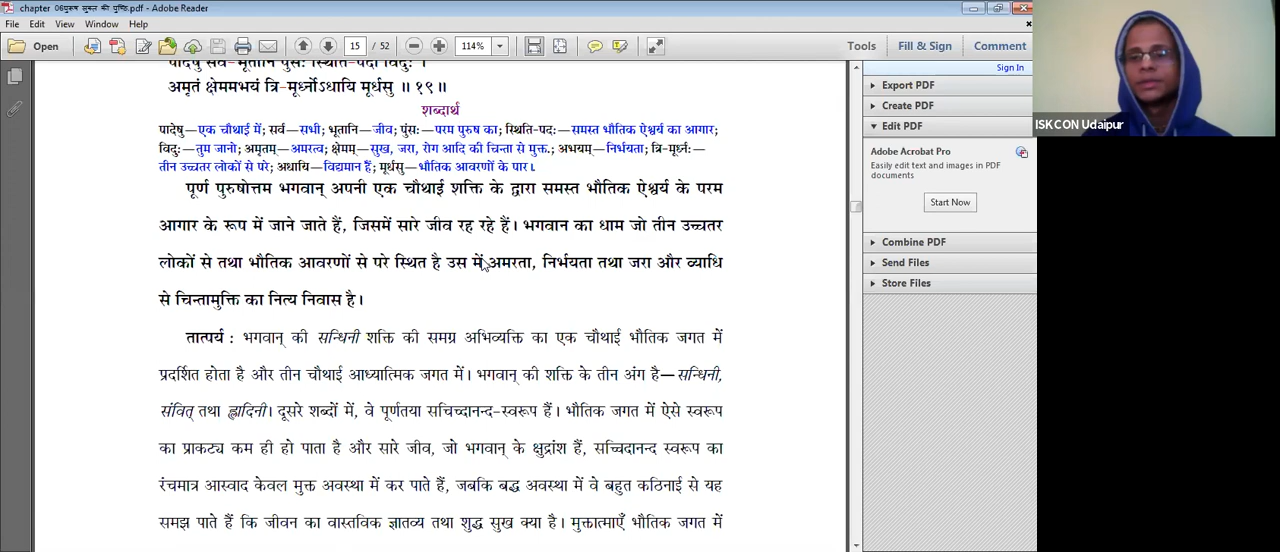 chapter 06पुरुष सूक्त की पुष्टि.pdf - Adobe Reader
File Edit View Window Help
Open 15 / 52 114% Tools Fill & Sign Comment
पादेषु सर्व-भूतानि पुंसः स्थिति-पदो विदुः ।
अमृतं क्षेममभयं त्रि-मूर्ध्नोऽधायि मूर्धसु ॥ १९॥
शब्दार्थ
पादेषु—एक चौथाई में; सर्व—सभी; भूतानि—जीव; पुंसः—परम पुरुष का; स्थिति-पदः—समस्त भौतिक ऐश्वर्य का आगार;
विदुः—तुम जानो; अमृतम्—अमरत्व; क्षेमम्—सुख, जरा, रोग आदि की चिन्ता से मुक्त.; अभयम्—निर्भयता; त्रि-मूर्ध्नः—
तीन उच्चतर लोकों से परे; अधायि—विद्यमान हैं; मूर्धसु—भौतिक आवरणों के पार।
पूर्ण पुरुषोत्तम भगवान् अपनी एक चौथाई शक्ति के द्वारा समस्त भौतिक ऐश्वर्य के परम
आगार के रूप में जाने जाते हैं, जिसमें सारे जीव रह रहे हैं। भगवान का धाम जो तीन उच्चतर
लोकों से तथा भौतिक आवरणों से परे स्थित है उस में अमरता, निर्भयता तथा जरा और व्याधि
से चिन्तामुक्ति का नित्य निवास है।
तात्पर्य : भगवान् की सन्धिनी शक्ति की समग्र अभिव्यक्ति का एक चौथाई भौतिक जगत में
प्रदर्शित होता है और तीन चौथाई आध्यात्मिक जगत में। भगवान् की शक्ति के तीन अंग है—सन्धिनी,
संवित् तथा ह्लादिनी। दूसरे शब्दों में, वे पूर्णतया सच्चिदानन्द-स्वरूप हैं। भौतिक जगत में ऐसे स्वरूप
का प्राकट्य कम ही हो पाता है और सारे जीव, जो भगवान् के क्षुद्रांश हैं, सच्चिदानन्द स्वरूप का
रंचमात्र आस्वाद केवल मुक्त अवस्था में कर पाते हैं, जबकि बद्ध अवस्था में वे बहुत कठिनाई से यह
समझ पाते हैं कि जीवन का वास्तविक ज्ञातव्य तथा शुद्ध सुख क्या है। मुक्तात्माएँ भौतिक जगत में
Sign In
Export PDF
Create PDF
Edit PDF
Adobe Acrobat Pro
Easily edit text and images in PDF
documents
Start Now
Combine PDF
Send Files
Store Files
ISKCON Udaipur